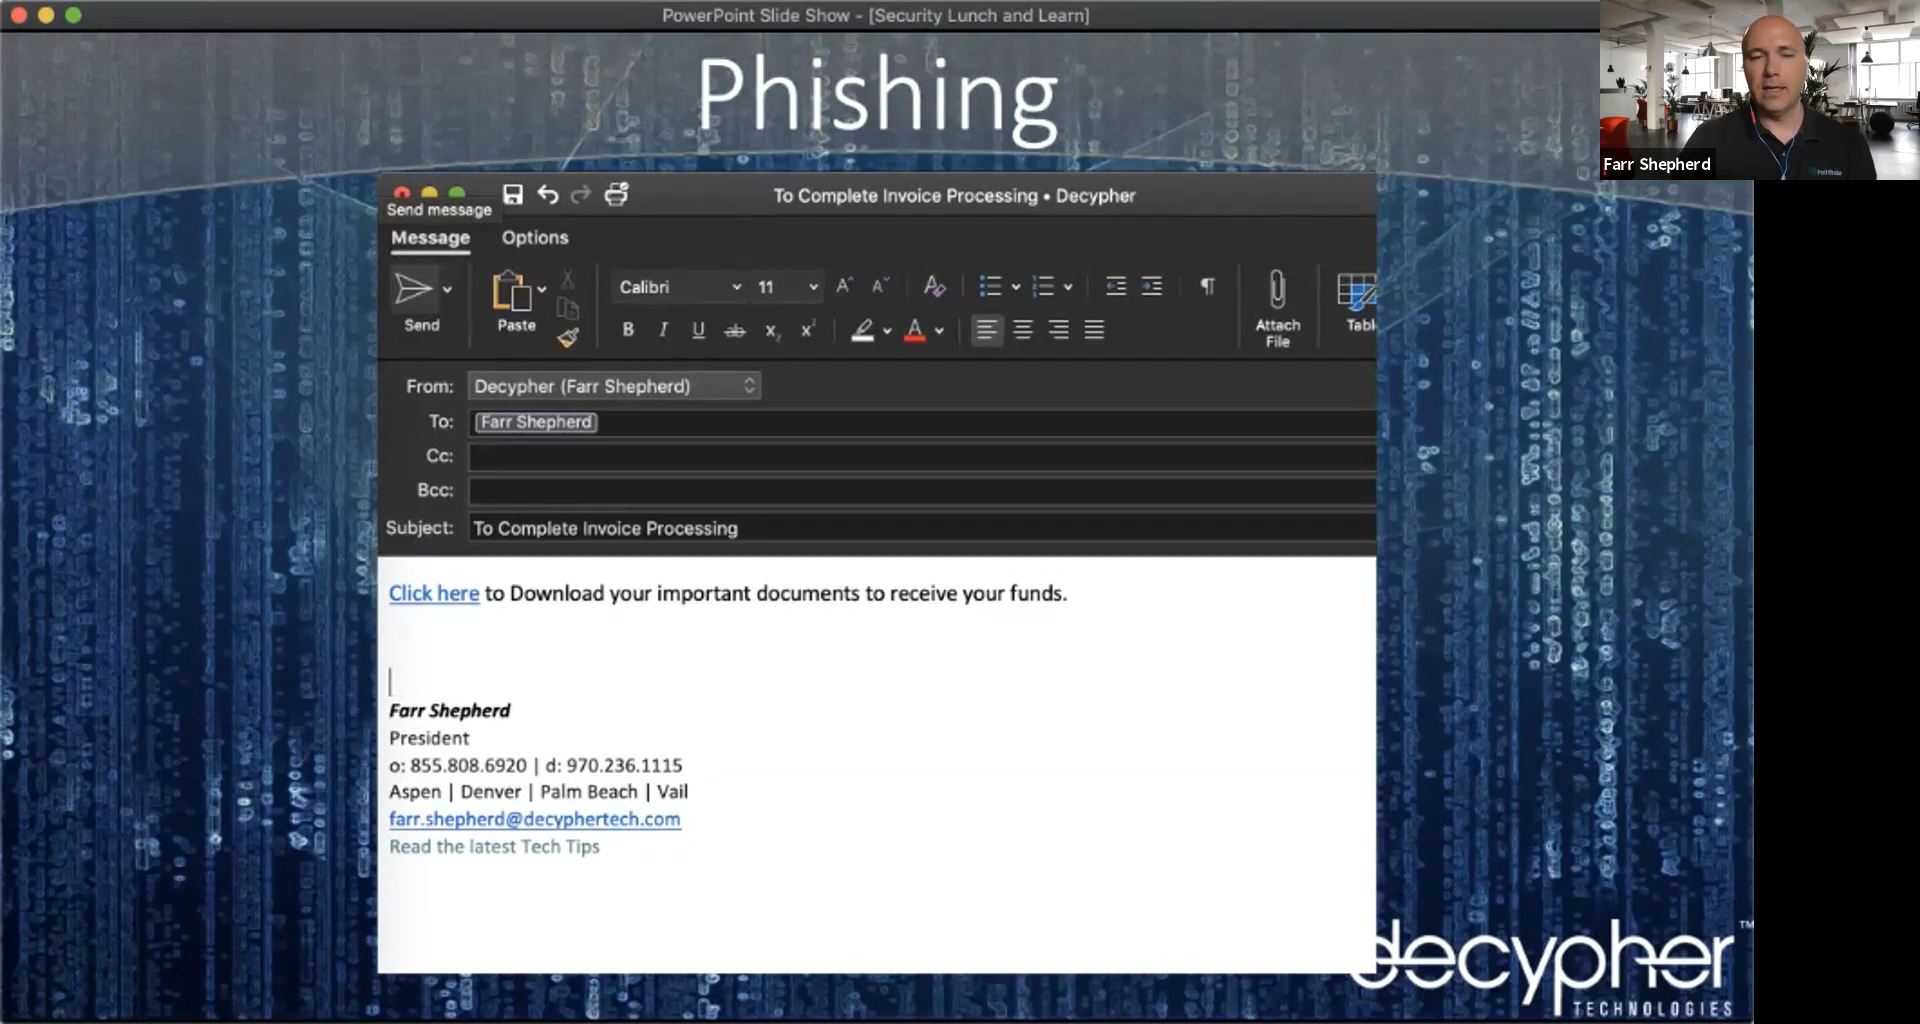 PowerPoint Slide Show - [Security Lunch and Learn]
Phishing
Farr Shepherd
To Complete Invoice Processing • Decypher
Send message
Message Options
Send
Paste
Calibri 11
Attach File
Tabl
From: Decypher (Farr Shepherd)
To: Farr Shepherd
Cc:
Bcc:
Subject: To Complete Invoice Processing
Click here to Download your important documents to receive your funds.
Farr Shepherd
President
o: 855.808.6920 | d: 970.236.1115
Aspen | Denver | Palm Beach | Vail
farr.shepherd@decyphertech.com
Read the latest Tech Tips
decypher™
TECHNOLOGIES